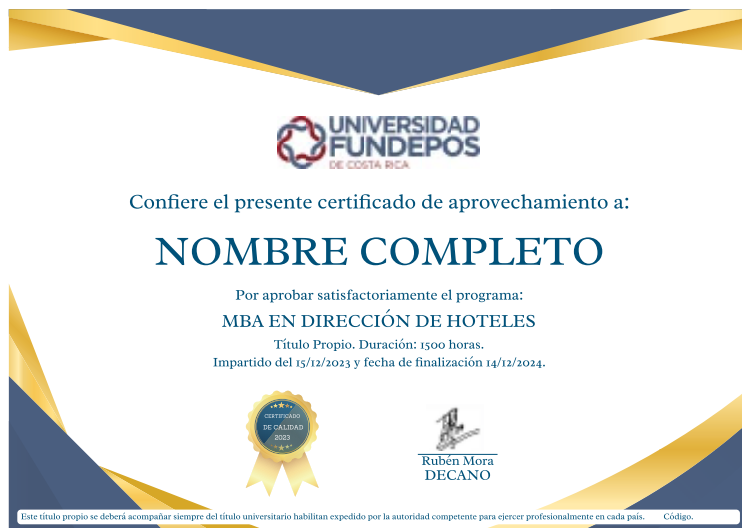 UNIVERSIDAD
FUNDEPOS
DE COSTA RICA
Confiere el presente certificado de aprovechamiento a:
NOMBRE COMPLETO
Por aprobar satisfactoriamente el programa:
MBA EN DIRECCIÓN DE HOTELES
Título Propio. Duración: 1500 horas.
Impartido del 15/12/2023 y fecha de finalización 14/12/2024.
CERTIFICADO
DE CALIDAD
2023
Rubén Mora
DECANO
Este título propio se deberá acompañar siempre del título universitario habilitan expedido por la autoridad competente para ejercer profesionalmente en cada país. Código.